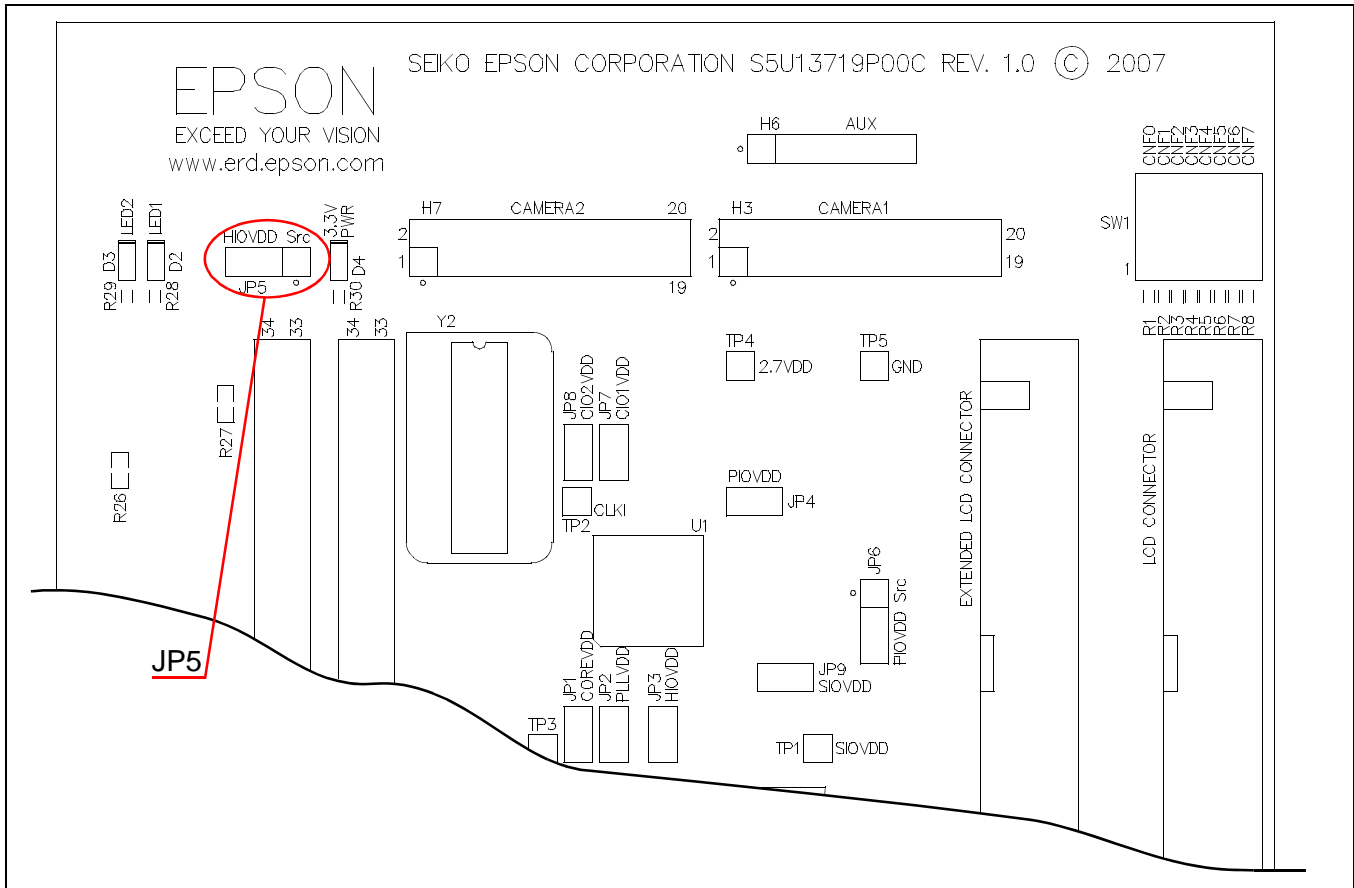 SEIKO EPSON CORPORATION S5U13719P00C REV. 1.0 © 2007
EPSON
EXCEED YOUR VISION
www.erd.epson.com
H6 AUX
CNF0
CNF1
CNF2
CNF3
CNF4
CNF5
CNF6
CNF7
SW1
1
LED2
LED1
D3
D2
R29
R28
HIOVDD Src
JP5
3.3V
PWR
D4
R30
H7 CAMERA2 20
2
1
19
H3 CAMERA1
2
1
20
19
R1
R2
R3
R4
R5
R6
R7
R8
34
33
34
33
Y2
TP4
2.7VDD
TP5
GND
R27
R26
JP8
CIO2VDD
JP7
CIO1VDD
TP2
CLKI
PIOVDD
JP4
U1
JP6
Src
PIOVDD
EXTENDED LCD CONNECTOR
LCD CONNECTOR
JP5
JP1
COREVDD
JP2
PLLVDD
JP3
HIOVDD
JP9
SIOVDD
TP3
TP1
SIOVDD